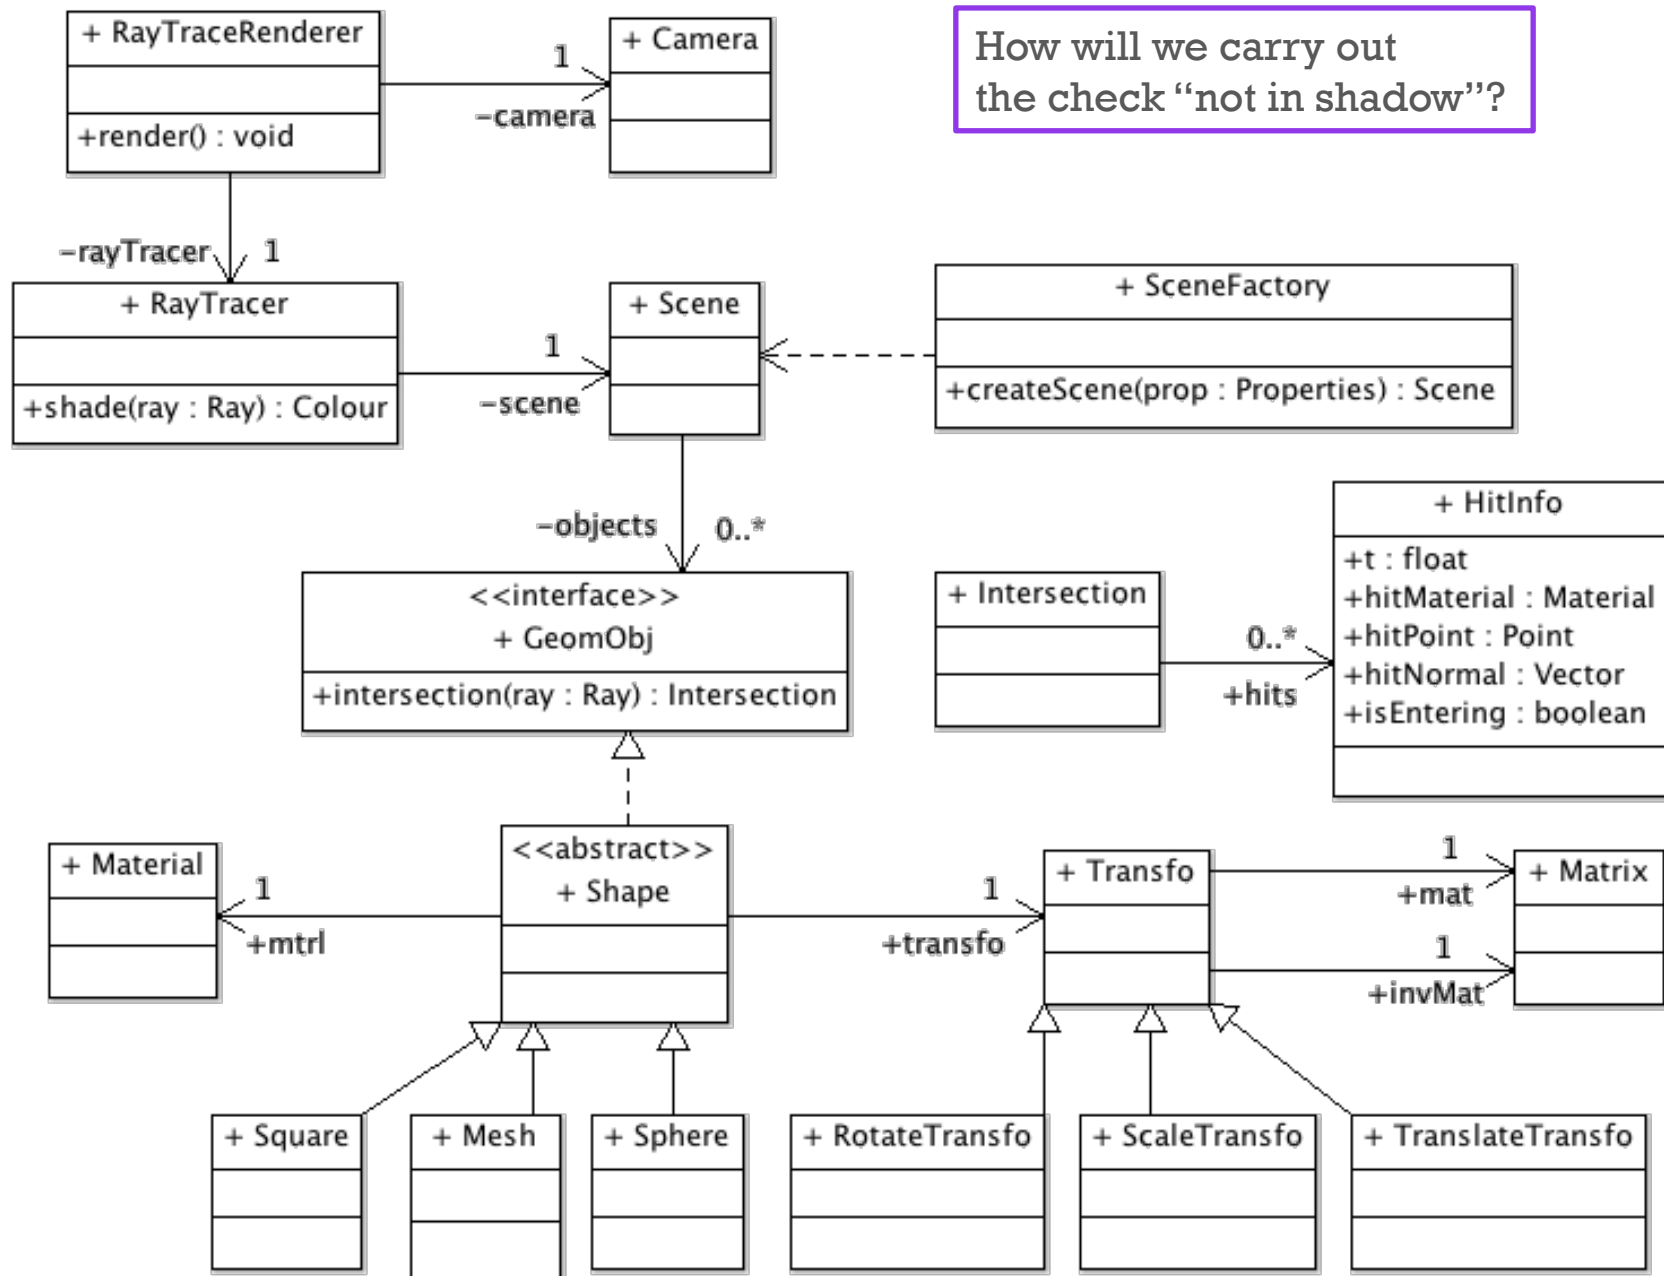 + RayTraceRenderer
+render() : void
1
-camera
+ Camera
How will we carry out
the check “not in shadow”?
-rayTracer
1
+ RayTracer
+shade(ray : Ray) : Colour
1
-scene
+ Scene
+ SceneFactory
+createScene(prop : Properties) : Scene
-objects
0..*
<<interface>>
+ GeomObj
+intersection(ray : Ray) : Intersection
+ Intersection
0..*
+hits
+ HitInfo
+t : float
+hitMaterial : Material
+hitPoint : Point
+hitNormal : Vector
+isEntering : boolean
+ Material
1
+mtrl
<<abstract>>
+ Shape
1
+transfo
+ Transfo
1
+mat
1
+invMat
+ Matrix
+ Square
+ Mesh
+ Sphere
+ RotateTransfo
+ ScaleTransfo
+ TranslateTransfo